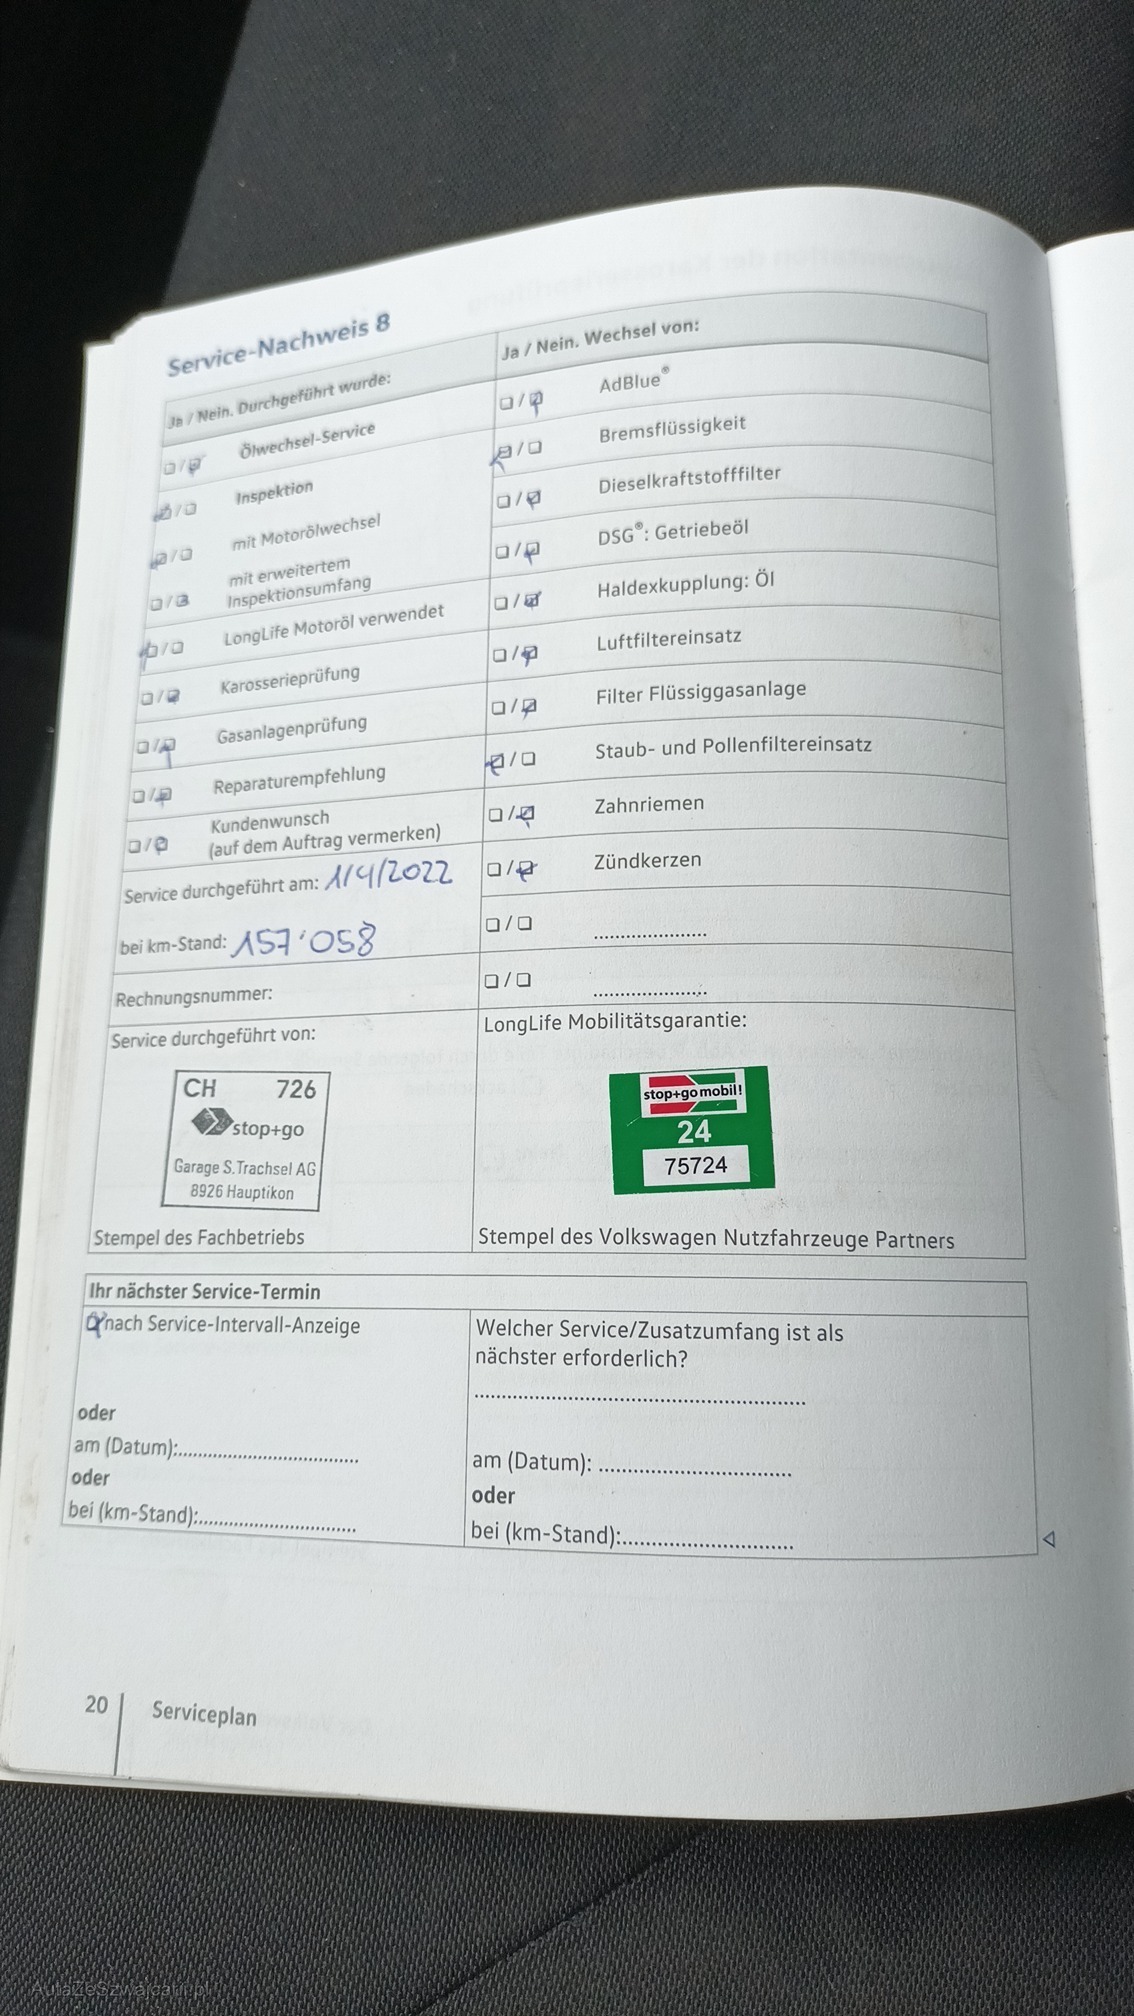 Service-Nachweis 8
Ja / Nein. Durchgeführt wurde:
Ölwechsel-Service
Inspektion
mit Motorölwechsel
mit erweitertem
Inspektionsumfang
LongLife Motoröl verwendet
Karosserieprüfung
Gasanlagenprüfung
Reparaturempfehlung
Kundenwunsch
(auf dem Auftrag vermerken)
Service durchgeführt am: 1/4/2022
bei km-Stand: 157'058
Rechnungsnummer:
Service durchgeführt von:
CH 726
stop+go
Garage S.Trachsel AG
8926 Hauptikon
Stempel des Fachbetriebs
Ja / Nein. Wechsel von:
AdBlue®
Bremsflüssigkeit
Dieselkraftstofffilter
DSG®: Getriebeöl
Haldexkupplung: Öl
Luftfiltereinsatz
Filter Flüssiggasanlage
Staub- und Pollenfiltereinsatz
Zahnriemen
Zündkerzen
LongLife Mobilitätsgarantie:
stop+go mobil!
24
75724
Stempel des Volkswagen Nutzfahrzeuge Partners
Ihr nächster Service-Termin
nach Service-Intervall-Anzeige
oder
am (Datum):
oder
bei (km-Stand):
Welcher Service/Zusatzumfang ist als
nächster erforderlich?
am (Datum):
oder
bei (km-Stand):
20 Serviceplan
AutaZeSzwajcarii.pl